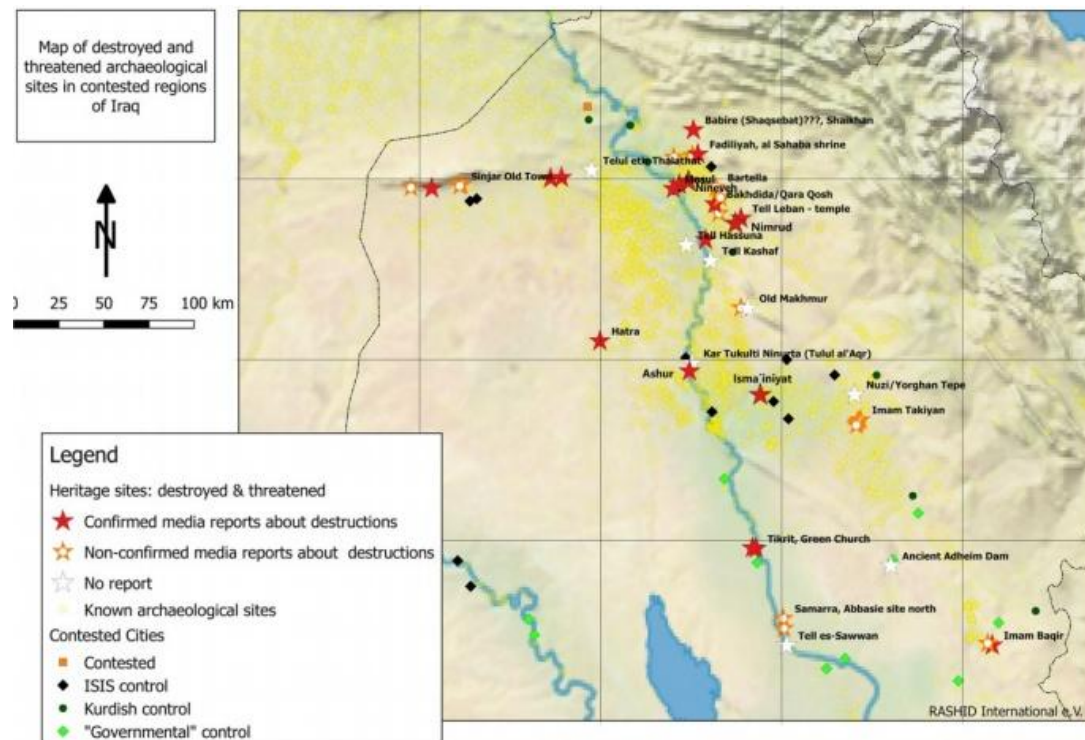 Map of destroyed and
threatened archaeological
sites in contested regions
of Iraq
N
0 25 50 75 100 km
Babire (Shaqsebat)???, Shaikhan
Fadiliyah, al Sahaba shrine
Telul eth Thalathat
Sinjar Old Town
Mosul
Bartella
Nineveh
Bakhdida/Qara Qosh
Tell Leban - temple
Nimrud
Tell Hassuna
Tell Kashaf
Old Makhmur
Hatra
Kar Tukulti Ninurta (Tulul al'Aqr)
Ashur
Isma´iniyat
Nuzi/Yorghan Tepe
Imam Takiyan
Tikrit, Green Church
Ancient Adheim Dam
Samarra, Abbasie site north
Tell es-Sawwan
Imam Baqir
RASHID International e.V.
Legend
Heritage sites: destroyed & threatened
Confirmed media reports about destructions
Non-confirmed media reports about destructions
No report
Known archaeological sites
Contested Cities
Contested
ISIS control
Kurdish control
"Governmental" control